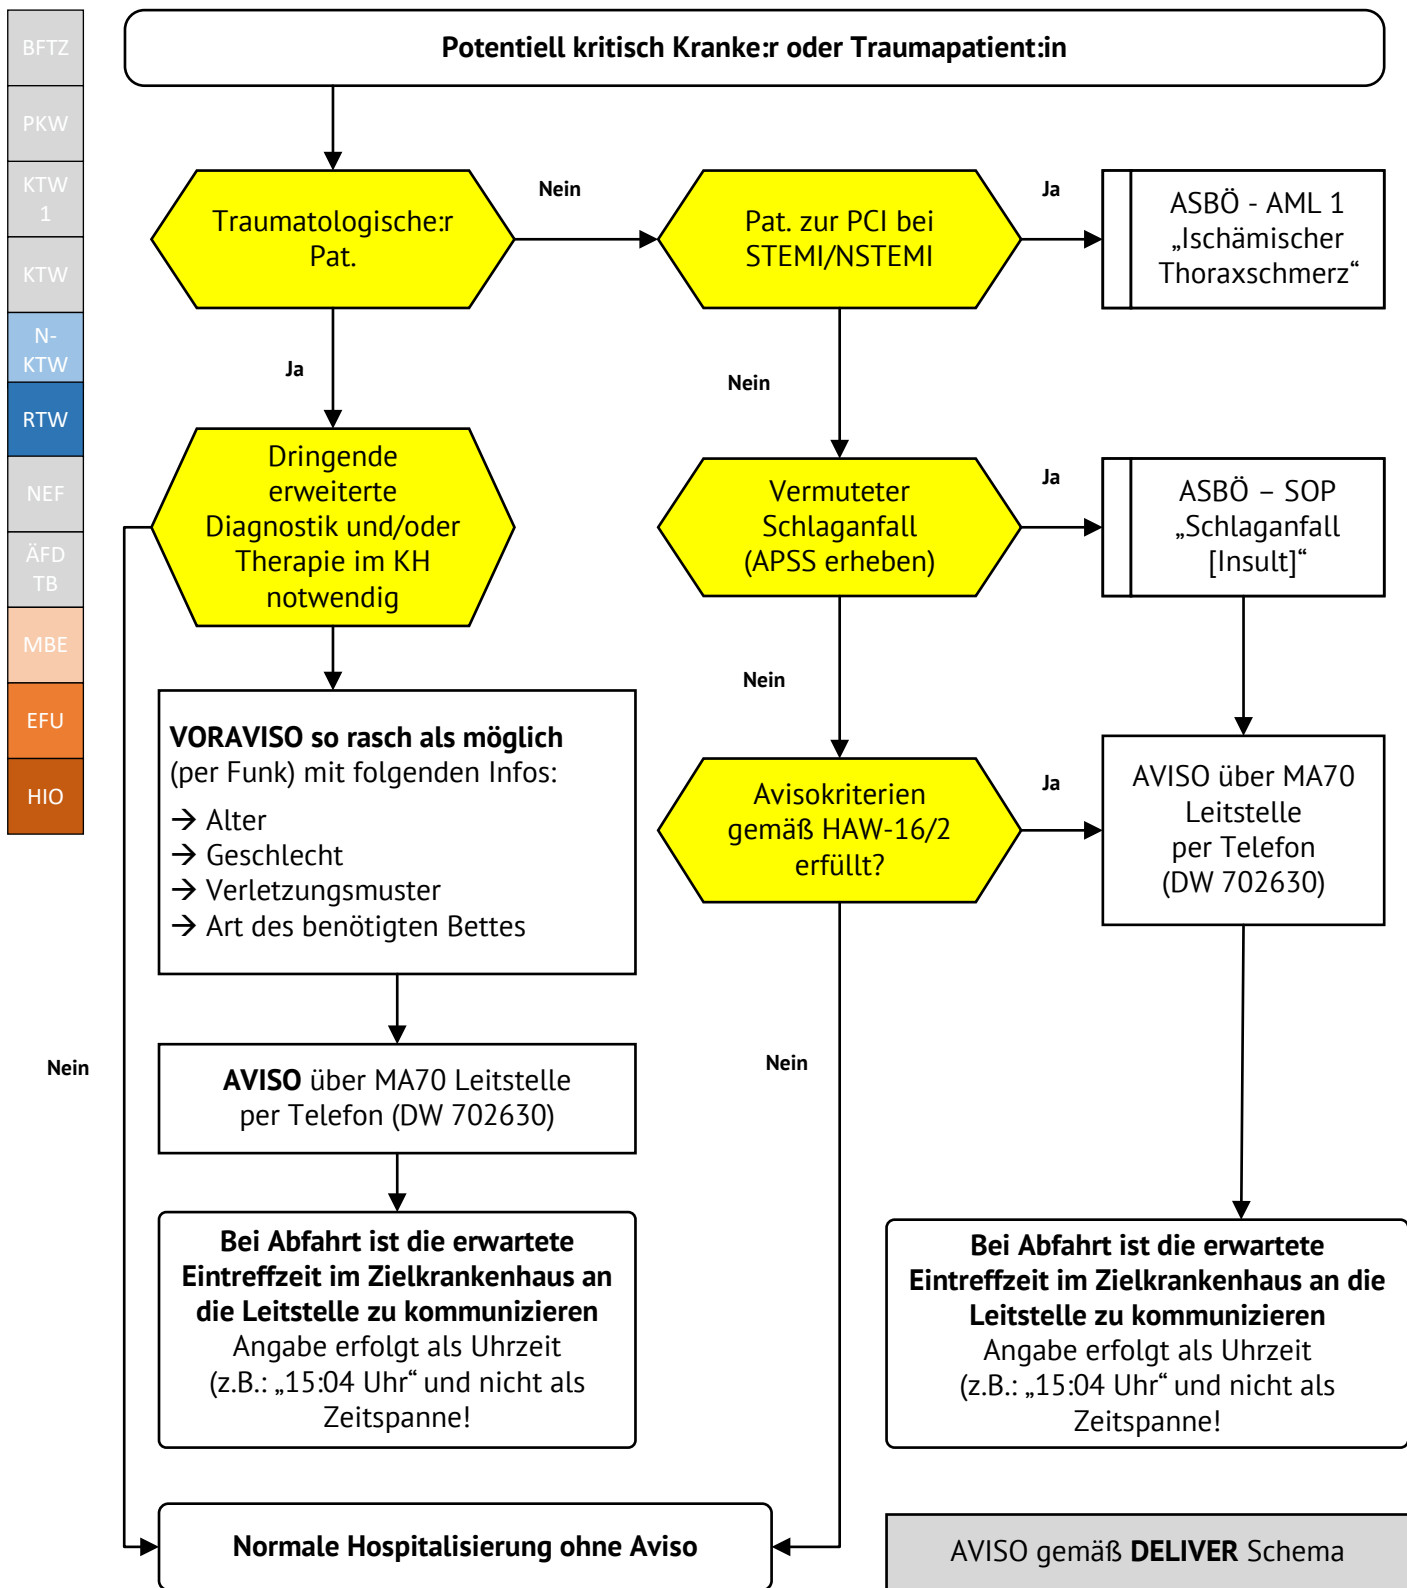 BFTZ
PKW
KTW
1
KTW
N-
KTW
RTW
NEF
ÄFD
TB
MBE
EFU
HIO
Potentiell kritisch Kranke:r oder Traumapatient:in
Traumatologische:r
Pat.
Nein
Pat. zur PCI bei
STEMI/NSTEMI
Ja
ASBÖ - AML 1
„Ischämischer
Thoraxschmerz“
Ja
Nein
Dringende
erweiterte
Diagnostik und/oder
Therapie im KH
notwendig
Vermuteter
Schlaganfall
(APSS erheben)
Ja
ASBÖ – SOP
„Schlaganfall
[Insult]“
Nein
VORAVISO so rasch als möglich
(per Funk) mit folgenden Infos:
→ Alter
→ Geschlecht
→ Verletzungsmuster
→ Art des benötigten Bettes
Avisokriterien
gemäß HAW-16/2
erfüllt?
Ja
AVISO über MA70
Leitstelle
per Telefon
(DW 702630)
Nein
AVISO über MA70 Leitstelle
per Telefon (DW 702630)
Nein
Bei Abfahrt ist die erwartete
Eintreffzeit im Zielkrankenhaus an
die Leitstelle zu kommunizieren
Angabe erfolgt als Uhrzeit
(z.B.: „15:04 Uhr“ und nicht als
Zeitspanne!
Bei Abfahrt ist die erwartete
Eintreffzeit im Zielkrankenhaus an die
Leitstelle zu kommunizieren
Angabe erfolgt als Uhrzeit
(z.B.: „15:04 Uhr“ und nicht als
Zeitspanne!
Normale Hospitalisierung ohne Aviso
AVISO gemäß DELIVER Schema